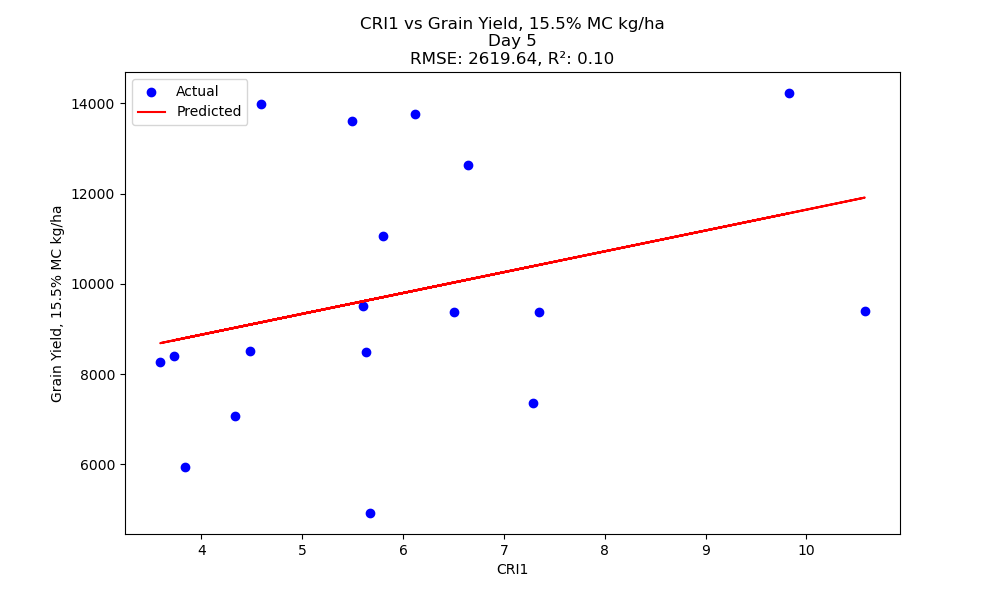 CRI1 vs Grain Yield, 15.5% MC kg/ha
Day 5
RMSE: 2619.64, R²: 0.10
Actual
Predicted
Grain Yield, 15.5% MC kg/ha
14000
12000
10000
8000
6000
4 5 6 7 8 9 10
CRI1